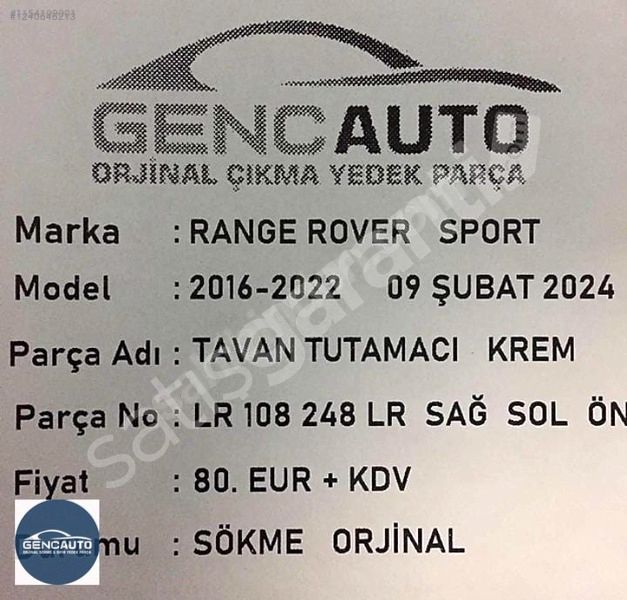 #1240646213
GENCAUTO
ORJİNAL ÇIKMA YEDEK PARÇA
Marka : RANGE ROVER SPORT
Model : 2016-2022 09 ŞUBAT 2024
Parça Adı : TAVAN TUTAMACI KREM
Parça No : LR 108 248 LR SAĞ SOL ÖN
Fiyat : 80. EUR + KDV
mu : SÖKME ORJİNAL
GENCAUTO
satışgaranti